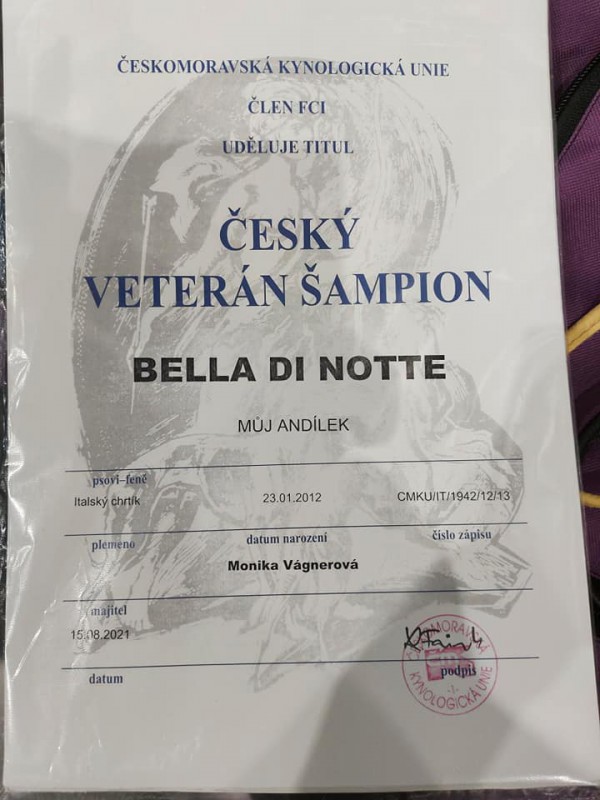 ČESKOMORAVSKÁ KYNOLOGICKÁ UNIE
ČLEN FCI
UDĚLUJE TITUL
ČESKÝ
VETERÁN ŠAMPION
BELLA DI NOTTE
MŮJ ANDÍLEK
psovi–feně
Italský chrtík 23.01.2012 CMKU/IT/1942/12/13
plemeno datum narození číslo zápisu
Monika Vágnerová
majitel
15.08.2021
datum podpis
ČESKOMORAVSKÁ
KYNOLOGICKÁ UNIE
-1-